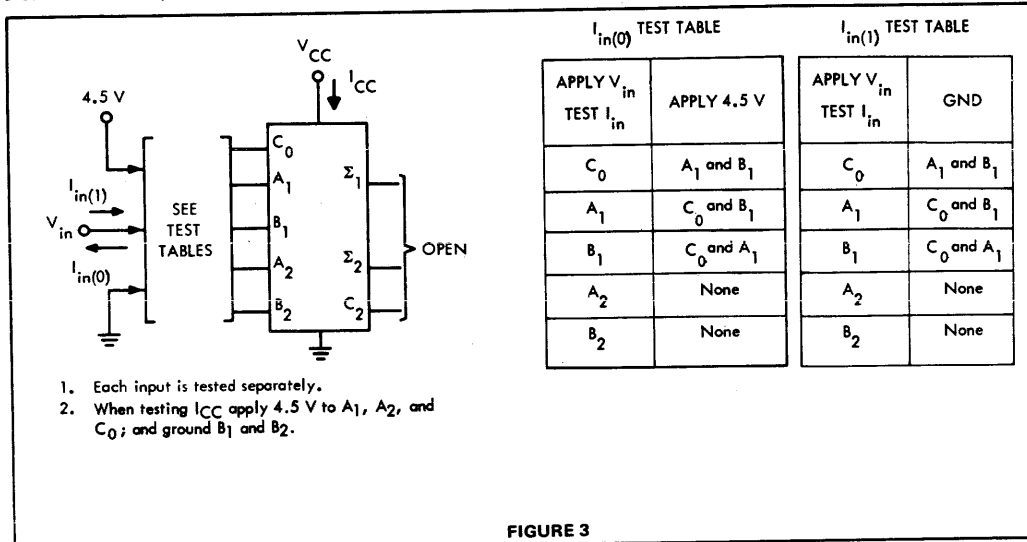 V_CC
I_CC
4.5 V
I_in(1)
V_in
I_in(0)
SEE
TEST
TABLES
C_0
A_1
B_1
A_2
B_2
Σ_1
Σ_2
C_2
OPEN
1. Each input is tested separately.
2. When testing I_CC apply 4.5 V to A_1, A_2, and
C_0; and ground B_1 and B_2.
I_in(0) TEST TABLE
APPLY V_in
TEST I_in
APPLY 4.5 V
C_0 A_1 and B_1
A_1 C_0 and B_1
B_1 C_0 and A_1
A_2 None
B_2 None
I_in(1) TEST TABLE
APPLY V_in
TEST I_in
GND
C_0 A_1 and B_1
A_1 C_0 and B_1
B_1 C_0 and A_1
A_2 None
B_2 None
FIGURE 3